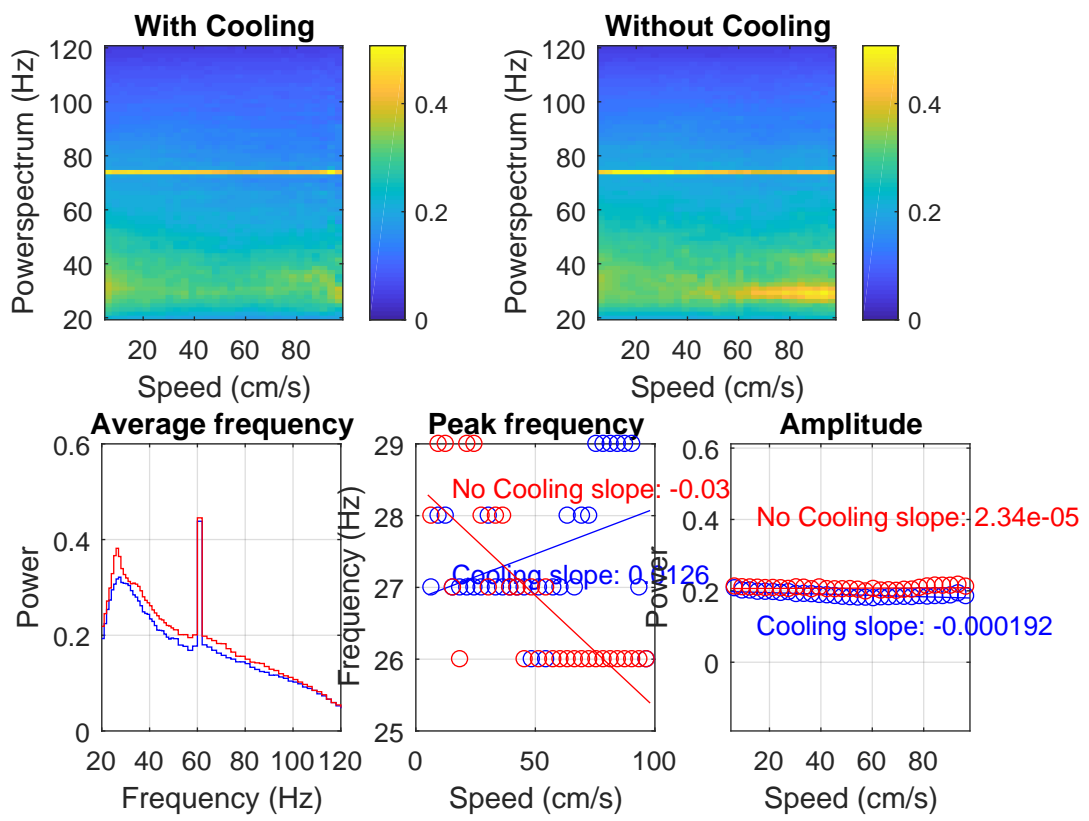 With Cooling
Powerspectrum (Hz)
120
100
80
60
40
20
20 40 60 80
Speed (cm/s)
0.4
0.2
0
Without Cooling
Powerspectrum (Hz)
120
100
80
60
40
20
20 40 60 80
Speed (cm/s)
0.4
0.2
0
Average frequency
Power
0.6
0.4
0.2
0
20 40 60 80 100 120
Frequency (Hz)
Peak frequency
Frequency (Hz)
29
28
27
26
25
No Cooling slope: -0.03
Cooling slope: 0.0126
0 50 100
Speed (cm/s)
Amplitude
Power
0.6
0.4
0.2
0
No Cooling slope: 2.34e-05
Cooling slope: -0.000192
20 40 60 80
Speed (cm/s)